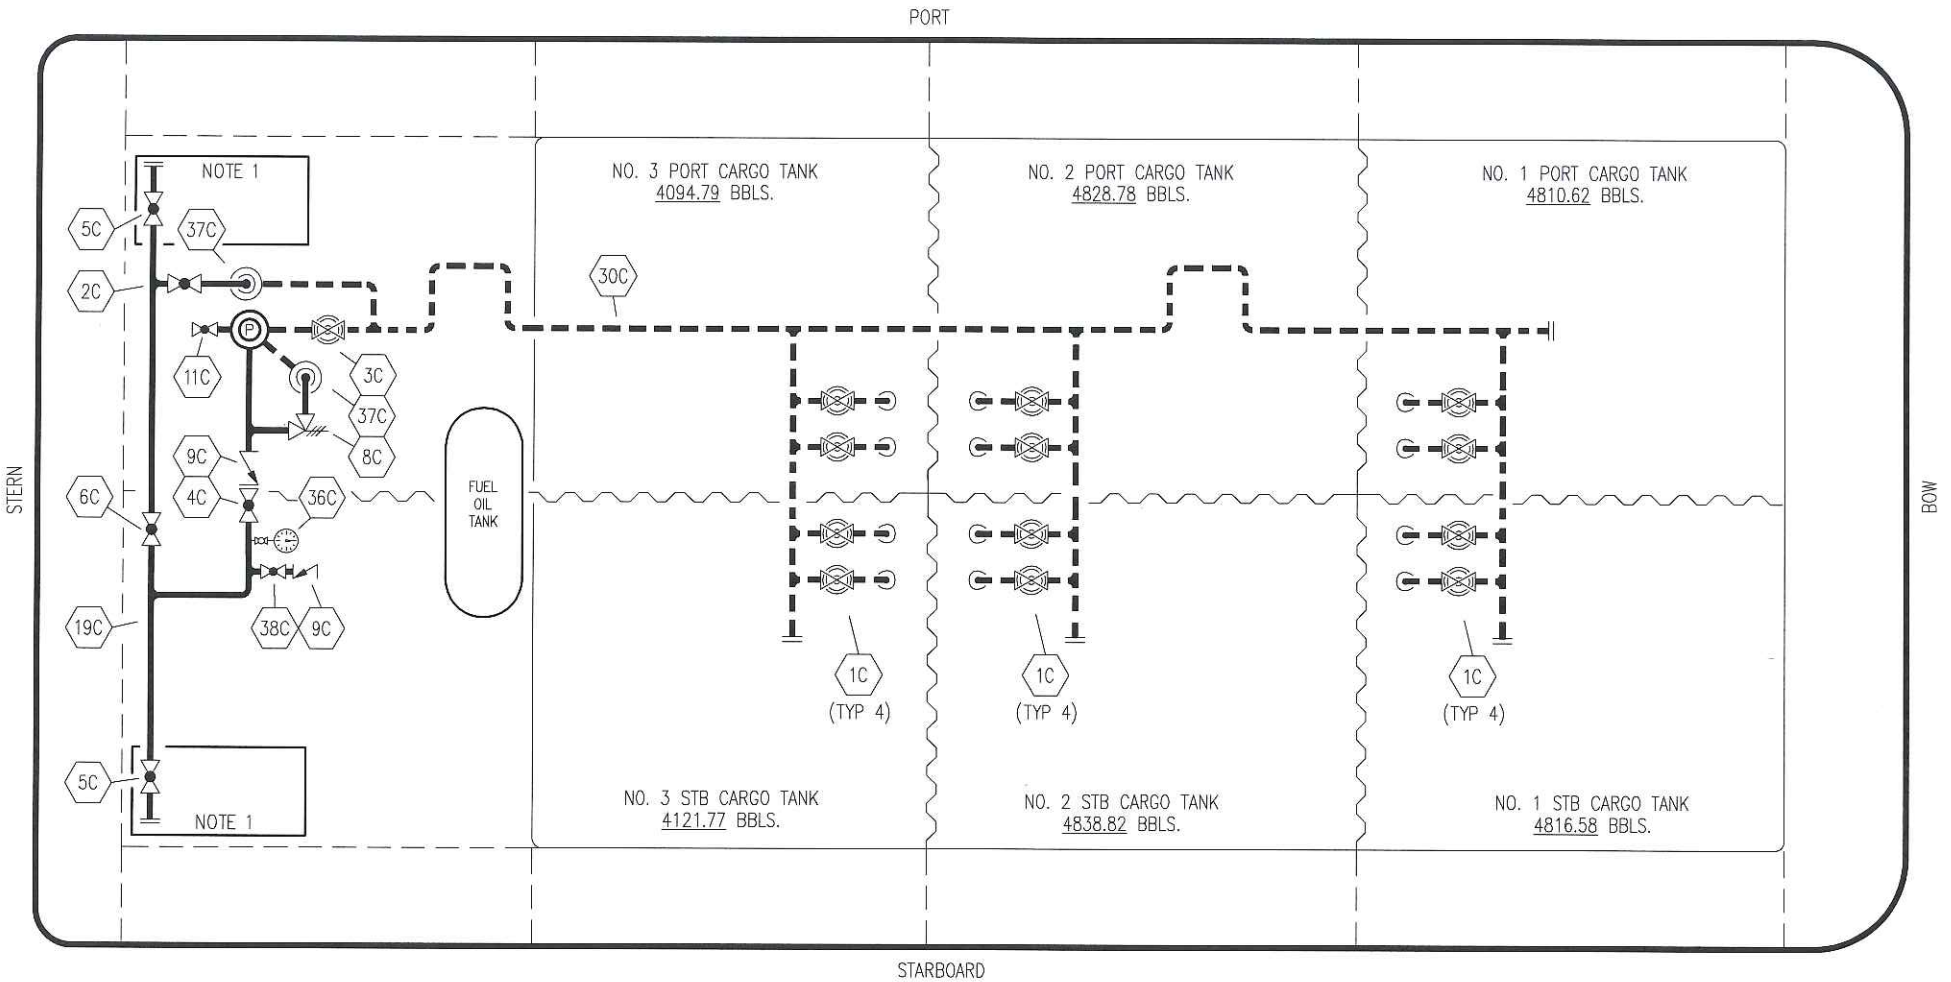 PORT
NOTE 1
NO. 3 PORT CARGO TANK
4094.79 BBLS.
NO. 2 PORT CARGO TANK
4828.78 BBLS.
NO. 1 PORT CARGO TANK
4810.62 BBLS.
5C
37C
2C
30C
P
11C
3C
37C
8C
9C
4C
6C
36C
FUEL
OIL
TANK
STERN
BOW
19C
38C
9C
1C
(TYP 4)
1C
(TYP 4)
1C
(TYP 4)
5C
NOTE 1
NO. 3 STB CARGO TANK
4121.77 BBLS.
NO. 2 STB CARGO TANK
4838.82 BBLS.
NO. 1 STB CARGO TANK
4816.58 BBLS.
STARBOARD